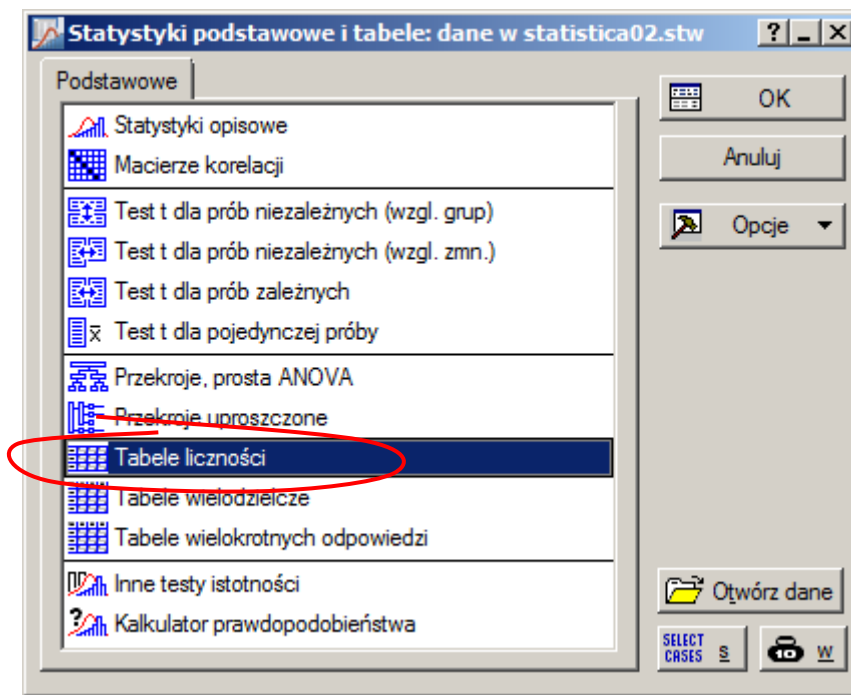 Statystyki podstawowe i tabele: dane w statistica02.stw
Podstawowe
Statystyki opisowe
Macierze korelacji
Test t dla prób niezależnych (wzgl. grup)
Test t dla prób niezależnych (wzgl. zmn.)
Test t dla prób zależnych
Test t dla pojedynczej próby
Przekroje, prosta ANOVA
Przekroje uproszczone
Tabele liczności
Tabele wielodzielcze
Tabele wielokrotnych odpowiedzi
Inne testy istotności
Kalkulator prawdopodobieństwa
OK
Anuluj
Opcje
Otwórz dane
SELECT CASES s
10 w